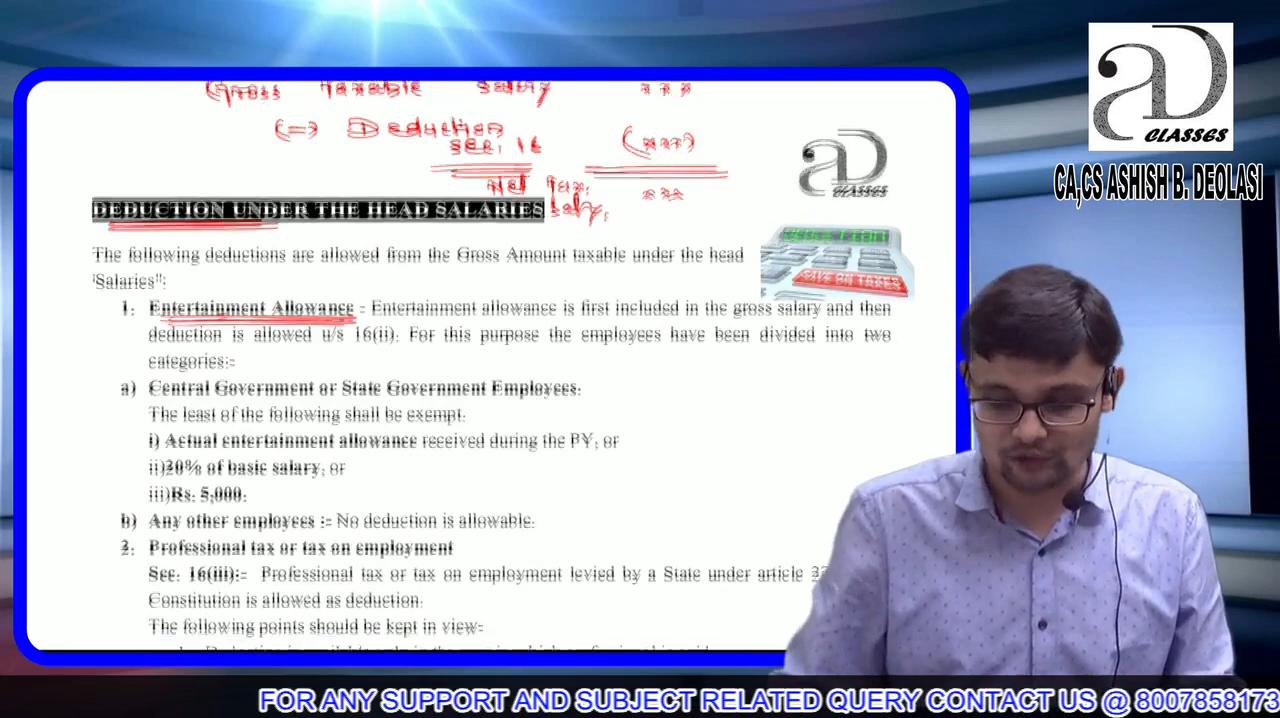 Gross Taxable Salary xxx
(-) Deduction
sec. 16 (xxx)
Net Tax. xxx
Saly.
aD
CLASSES
CA,CS ASHISH B. DEOLASI
aD
CLASSES
DEDUCTION UNDER THE HEAD SALARIES
SAVE ON TAXES
The following deductions are allowed from the Gross Amount taxable under the head
'Salaries":
1. Entertainment Allowance - Entertainment allowance is first included in the gross salary and then
deduction is allowed u/s 16(ii). For this purpose the employees have been divided into two
categories:-
a) Central Government or State Government Employees.
The least of the following shall be exempt.
i) Actual entertainment allowance received during the PY, or
ii)20% of basic salary, or
iii)Rs. 5,000.
b) Any other employees :- No deduction is allowable.
2. Professional tax or tax on employment
Sec. 16(iii):- Professional tax or tax on employment levied by a State under article
Constitution is allowed as deduction.
The following points should be kept in view:-
FOR ANY SUPPORT AND SUBJECT RELATED QUERY CONTACT US @ 8007858173